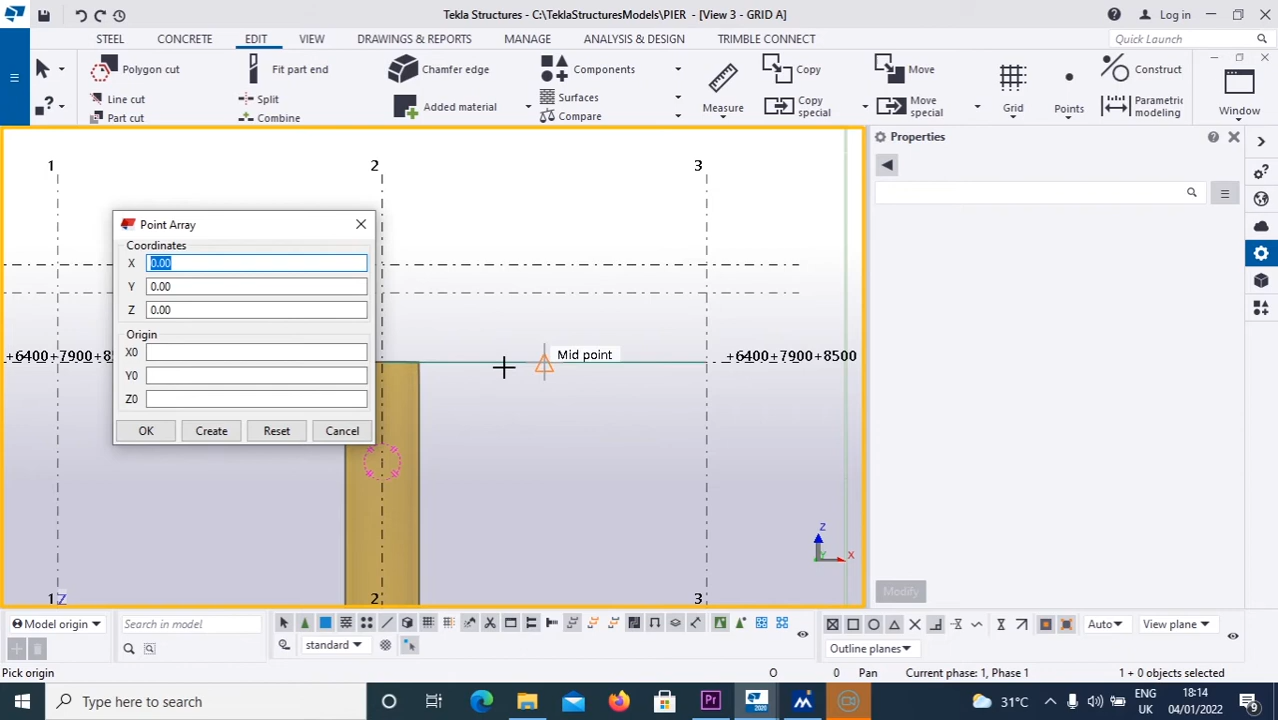 Tekla Structures - C:\TeklaStructuresModels\PIER - [View 3 - GRID A]
Log in
STEEL CONCRETE EDIT VIEW DRAWINGS & REPORTS MANAGE ANALYSIS & DESIGN TRIMBLE CONNECT
Quick Launch
Polygon cut
Line cut
Part cut
Fit part end
Split
Combine
Chamfer edge
Added material
Components
Surfaces
Compare
Measure
Copy
Copy special
Move
Move special
Grid
Points
Construct
Parametric modeling
Window
Properties
1 2 3
Point Array
Coordinates
X 0.00
Y 0.00
Z 0.00
Origin
X0
Y0
Z0
OK Create Reset Cancel
Mid point
+6400+7900+8
+6400+7900+8500
Z
Y
X
1 Z 2 3
Modify
Model origin
Search in model
standard
Auto
View plane
Outline planes
Pick origin
O 0 Pan Current phase: 1, Phase 1 1 + 0 objects selected
Type here to search
31°C
ENG
UK
18:14
04/01/2022
9